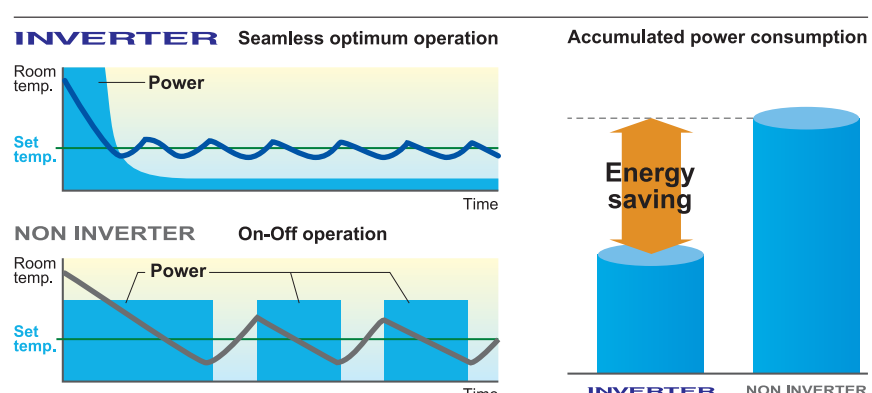 INVERTER Seamless optimum operation
Room
temp.
Power
Set
temp.
Time
NON INVERTER On-Off operation
Room
temp.
Power
Set
temp.
Time
Accumulated power consumption
Energy
saving
INVERTER NON INVERTER